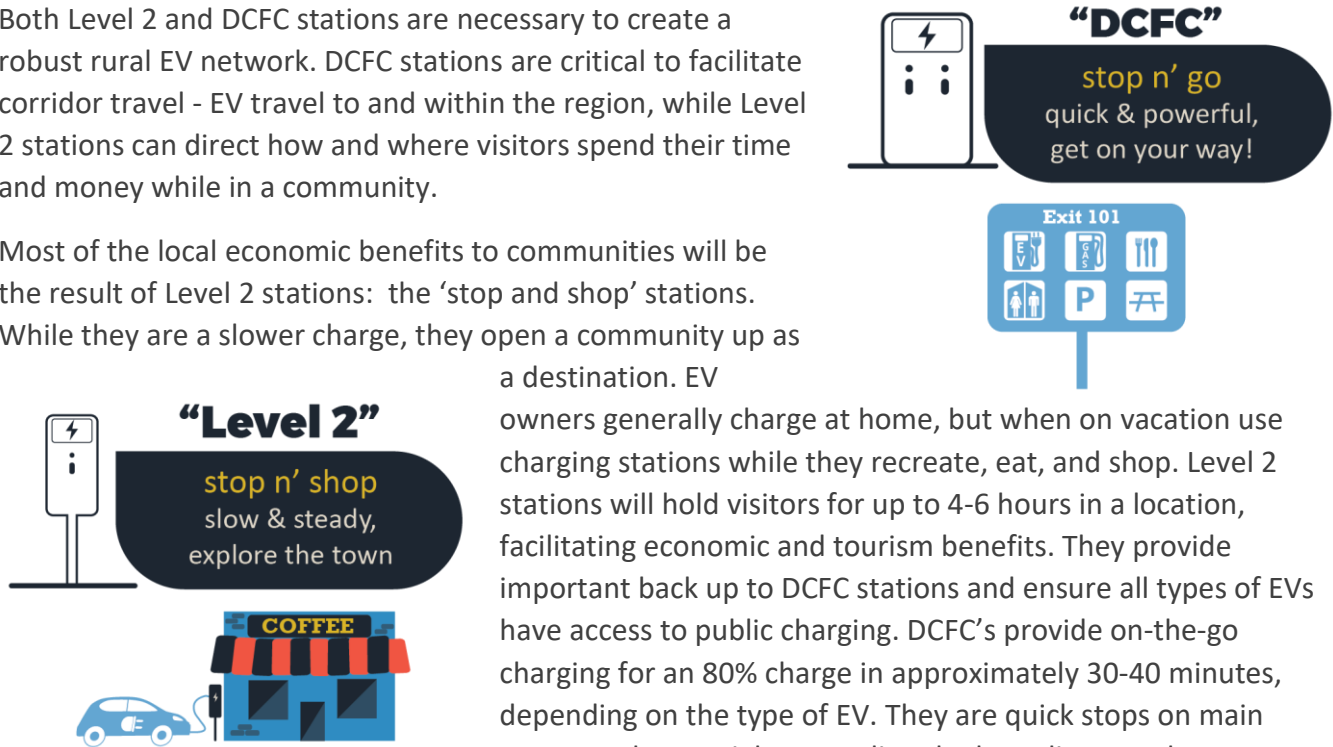 Both Level 2 and DCFC stations are necessary to create a
robust rural EV network. DCFC stations are critical to facilitate
corridor travel - EV travel to and within the region, while Level
2 stations can direct how and where visitors spend their time
and money while in a community.
“DCFC”
stop n’ go
quick & powerful,
get on your way!
Exit 101
EV
GAS
P
Most of the local economic benefits to communities will be
the result of Level 2 stations:  the ‘stop and shop’ stations.
While they are a slower charge, they open a community up as
a destination. EV
owners generally charge at home, but when on vacation use
charging stations while they recreate, eat, and shop. Level 2
stations will hold visitors for up to 4-6 hours in a location,
facilitating economic and tourism benefits. They provide
important back up to DCFC stations and ensure all types of EVs
have access to public charging. DCFC’s provide on-the-go
charging for an 80% charge in approximately 30-40 minutes,
depending on the type of EV. They are quick stops on main
“Level 2”
stop n’ shop
slow & steady,
explore the town
COFFEE